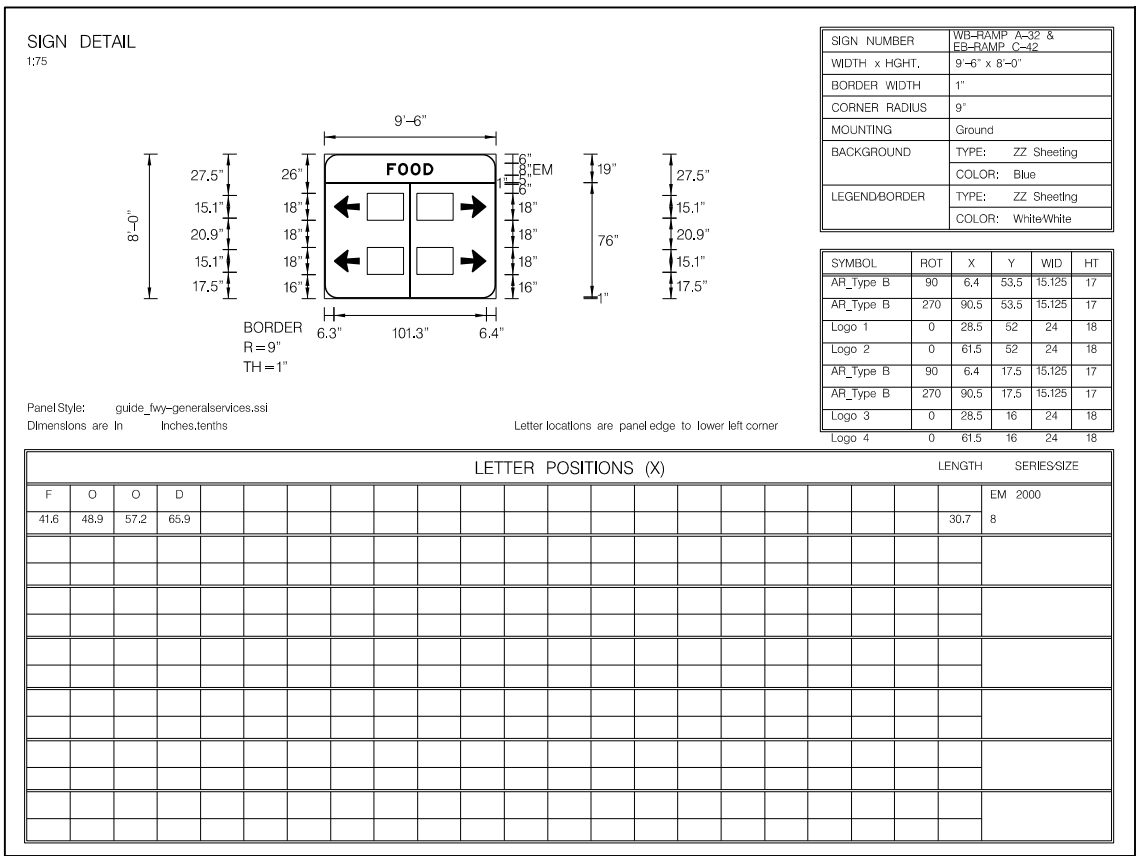 SIGN DETAIL
1:75
SIGN NUMBER WB–RAMP A–32 & EB–RAMP C–42
WIDTH x HGHT. 9'–6" x 8'–0"
BORDER WIDTH 1"
CORNER RADIUS 9"
MOUNTING Ground
BACKGROUND TYPE: ZZ Sheeting
COLOR: Blue
LEGEND/BORDER TYPE: ZZ Sheeting
COLOR: White/White
9'–6"
8'–0"
27.5"
15.1"
20.9"
15.1"
17.5"
26"
18"
18"
18"
16"
FOOD
6"
8"EM
1" 5"
6"
18"
18"
18"
16"
19"
76"
1"
27.5"
15.1"
20.9"
15.1"
17.5"
6.3" 101.3" 6.4"
BORDER
R=9"
TH=1"
SYMBOL ROT X Y WID HT
AR_Type B 90 6.4 53.5 15.125 17
AR_Type B 270 90.5 53.5 15.125 17
Logo 1 0 28.5 52 24 18
Logo 2 0 61.5 52 24 18
AR_Type B 90 6.4 17.5 15.125 17
AR_Type B 270 90.5 17.5 15.125 17
Logo 3 0 28.5 16 24 18
Logo 4 0 61.5 16 24 18
Panel Style: guide_fwy–generalservices.ssi
Dimensions are in inches.tenths
Letter locations are panel edge to lower left corner
LETTER POSITIONS (X) LENGTH SERIES/SIZE
F O O D EM 2000
41.6 48.9 57.2 65.9 30.7 8